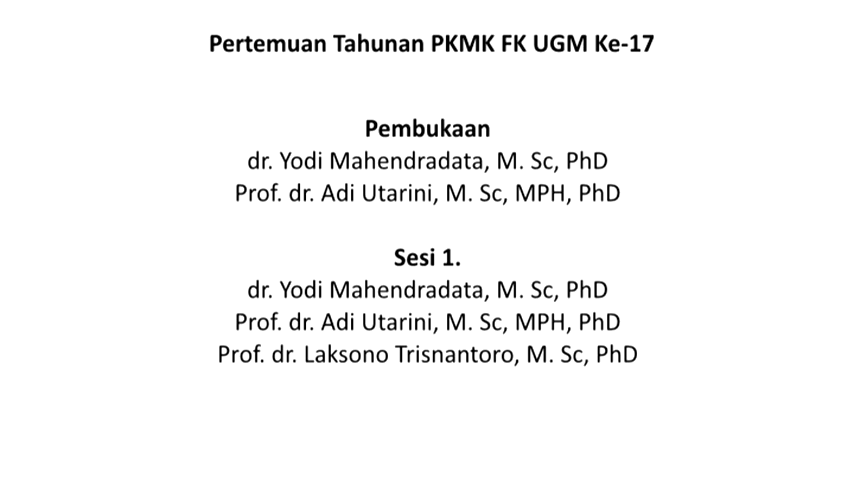 Pertemuan Tahunan PKMK FK UGM Ke-17
Pembukaan
dr. Yodi Mahendradata, M. Sc, PhD
Prof. dr. Adi Utarini, M. Sc, MPH, PhD
Sesi 1.
dr. Yodi Mahendradata, M. Sc, PhD
Prof. dr. Adi Utarini, M. Sc, MPH, PhD
Prof. dr. Laksono Trisnantoro, M. Sc, PhD